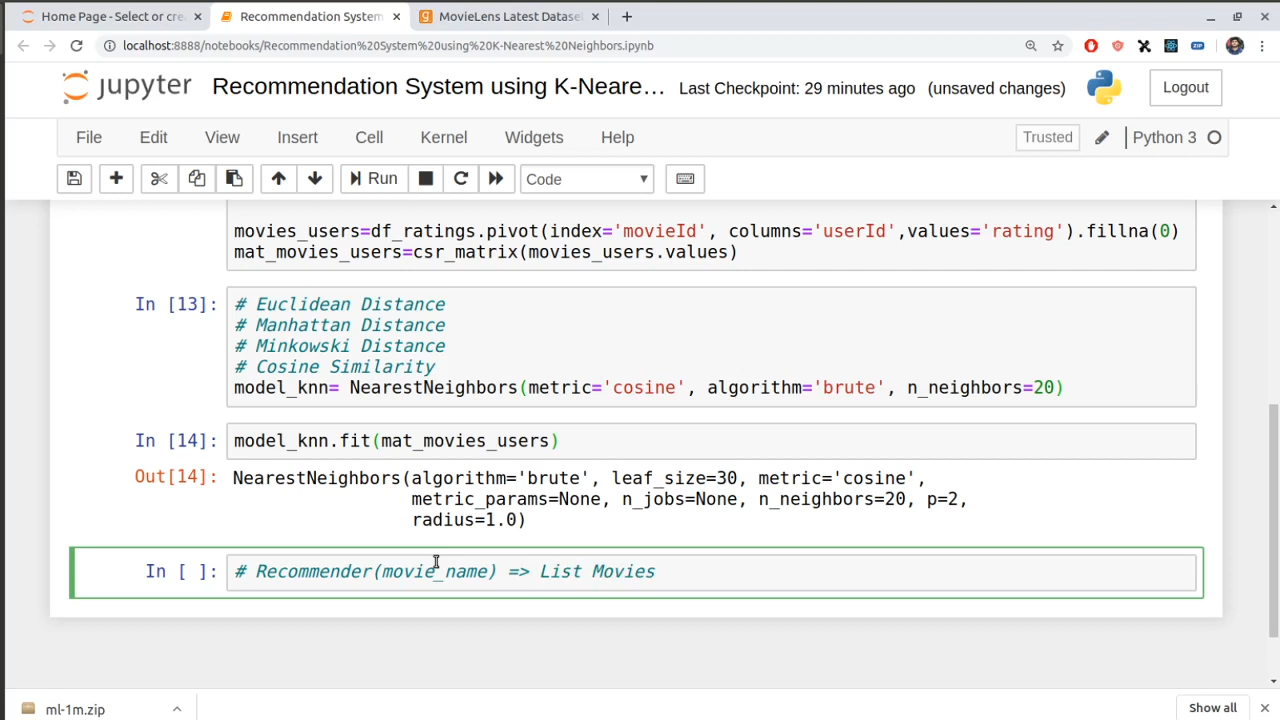 Home Page - Select or cre
Recommendation System
MovieLens Latest Datase
localhost:8888/notebooks/Recommendation%20System%20using%20K-Nearest%20Neighbors.ipynb
ZIP
jupyter
Recommendation System using K-Neare...
Last Checkpoint: 29 minutes ago
(unsaved changes)
Logout
File Edit View Insert Cell Kernel Widgets Help
Trusted
Python 3
Run
Code
movies_users=df_ratings.pivot(index='movieId', columns='userId',values='rating').fillna(0)
mat_movies_users=csr_matrix(movies_users.values)
In [13]:
# Euclidean Distance
# Manhattan Distance
# Minkowski Distance
# Cosine Similarity
model_knn= NearestNeighbors(metric='cosine', algorithm='brute', n_neighbors=20)
In [14]: model_knn.fit(mat_movies_users)
Out[14]: NearestNeighbors(algorithm='brute', leaf_size=30, metric='cosine',
metric_params=None, n_jobs=None, n_neighbors=20, p=2,
radius=1.0)
In [ ]: # Recommender(movie_name) => List Movies
ml-1m.zip
Show all